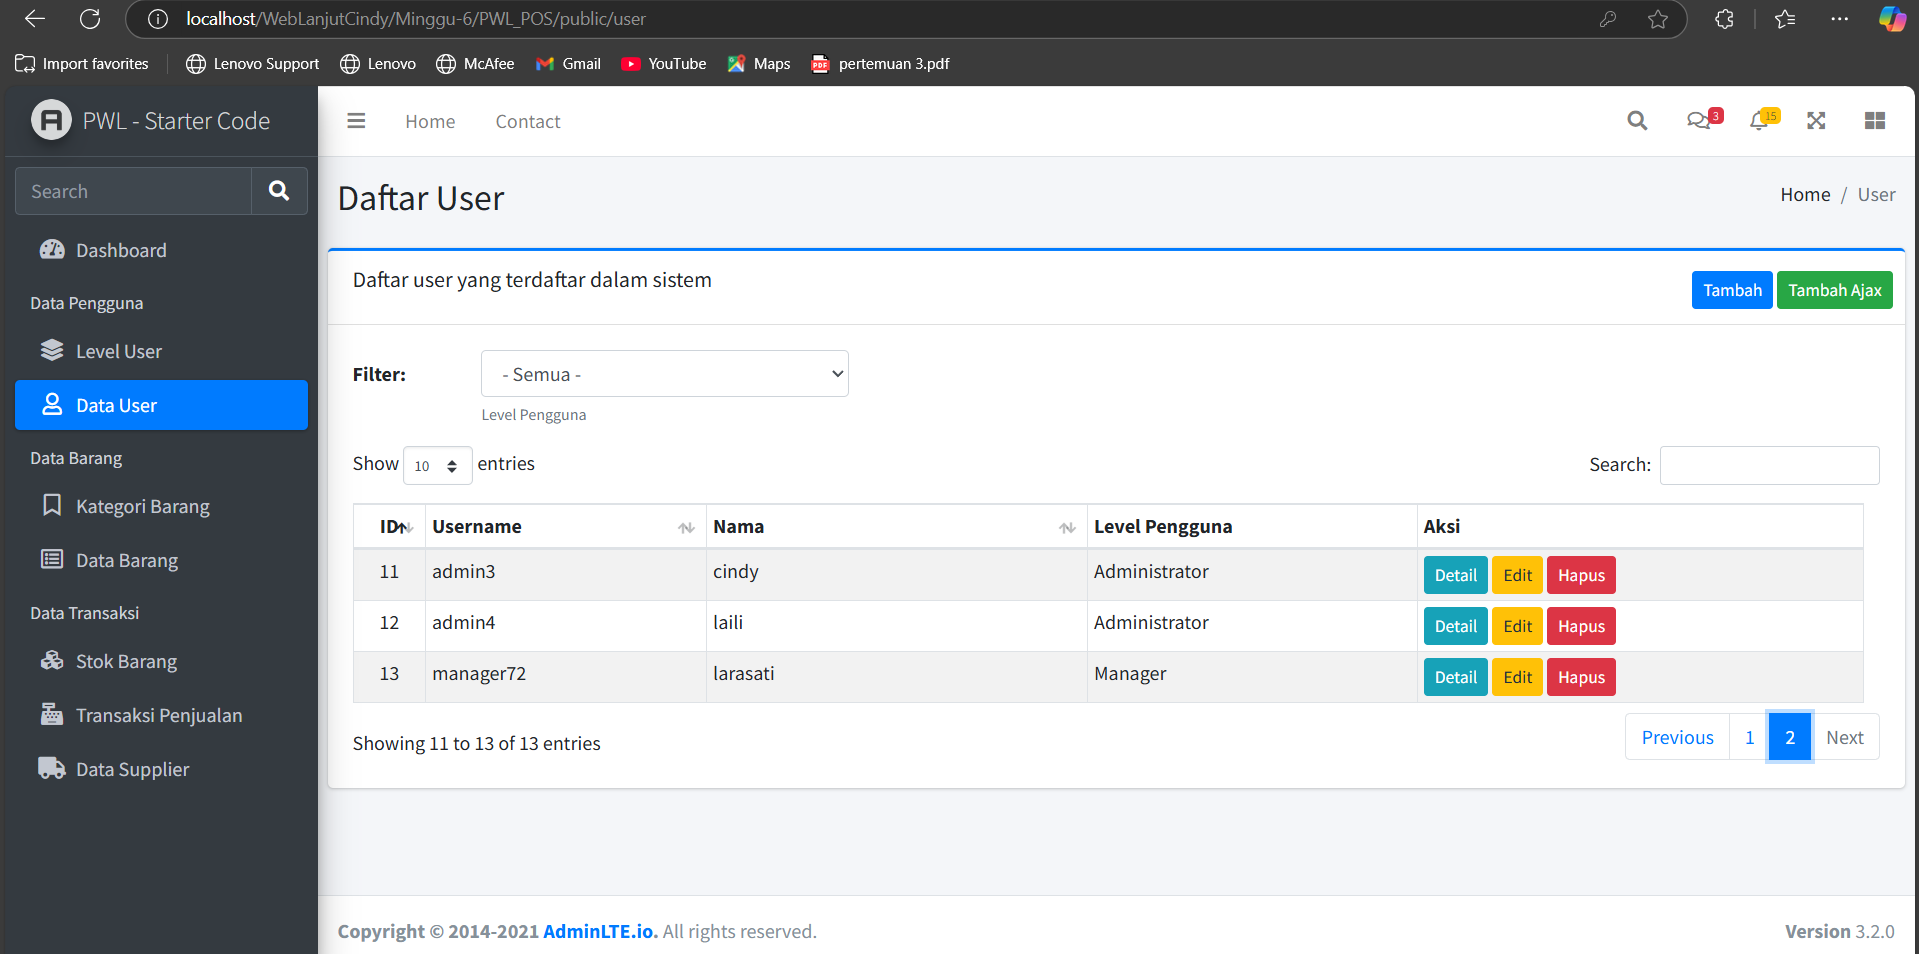 localhost/WebLanjutCindy/Minggu-6/PWL_POS/public/user
Import favorites
Lenovo Support
Lenovo
McAfee
Gmail
YouTube
PDF
Maps
pertemuan 3.pdf
PWL - Starter Code
Home
Contact
3
15
Search
Daftar User
Home / User
Dashboard
Data Pengguna
Level User
Data User
Data Barang
Kategori Barang
Data Barang
Data Transaksi
Stok Barang
Transaksi Penjualan
Data Supplier
Daftar user yang terdaftar dalam sistem
Tambah
Tambah Ajax
Filter:
- Semua -
Level Pengguna
Show 10 entries
Search:
ID Username Nama Level Pengguna Aksi
11 admin3 cindy Administrator Detail Edit Hapus
12 admin4 laili Administrator Detail Edit Hapus
13 manager72 larasati Manager Detail Edit Hapus
Showing 11 to 13 of 13 entries
Previous 1 2 Next
Copyright © 2014-2021 AdminLTE.io. All rights reserved.
Version 3.2.0